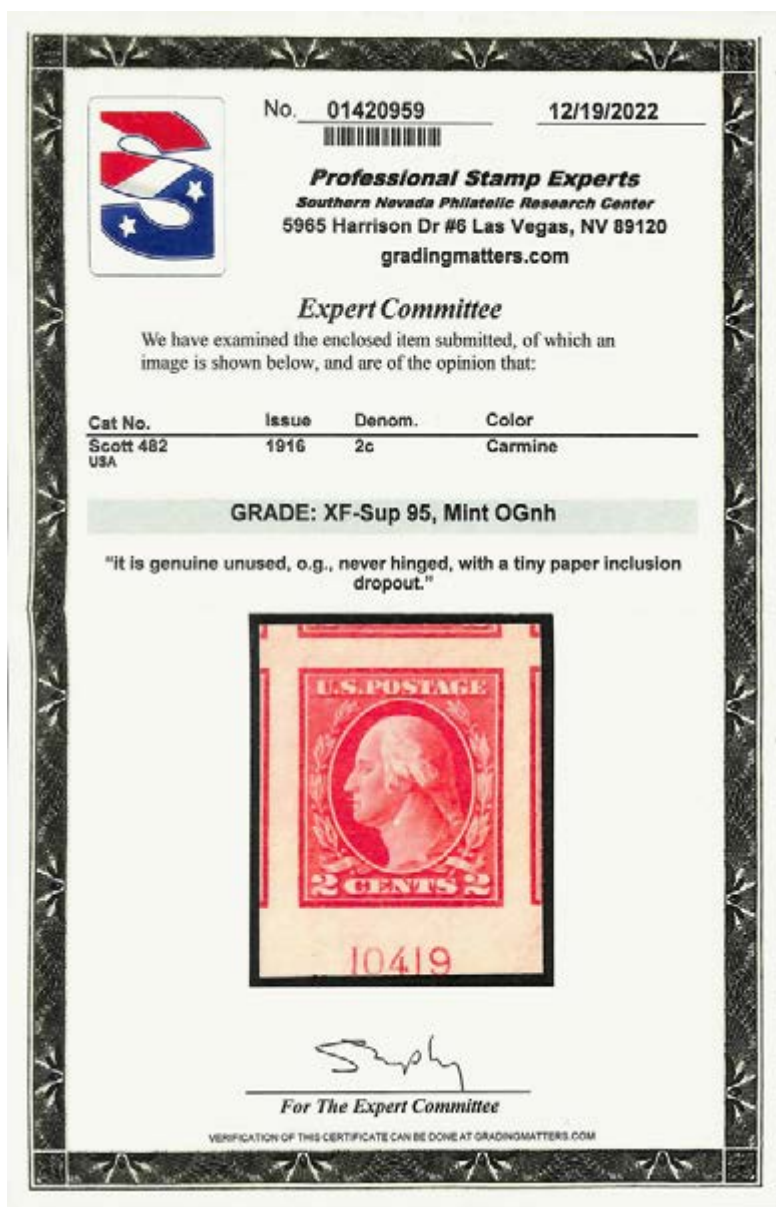 No. 01420959 12/19/2022
Professional Stamp Experts
Southern Nevada Philatelic Research Center
5965 Harrison Dr #6 Las Vegas, NV 89120
gradingmatters.com
Expert Committee
We have examined the enclosed item submitted, of which an
image is shown below, and are of the opinion that:
Cat No. Issue Denom. Color
Scott 482 1916 2c Carmine
USA
GRADE: XF-Sup 95, Mint OGnh
"it is genuine unused, o.g., never hinged, with a tiny paper inclusion
dropout."
U.S. POSTAGE
2 CENTS 2
10419
For The Expert Committee
VERIFICATION OF THIS CERTIFICATE CAN BE DONE AT GRADINGMATTERS.COM